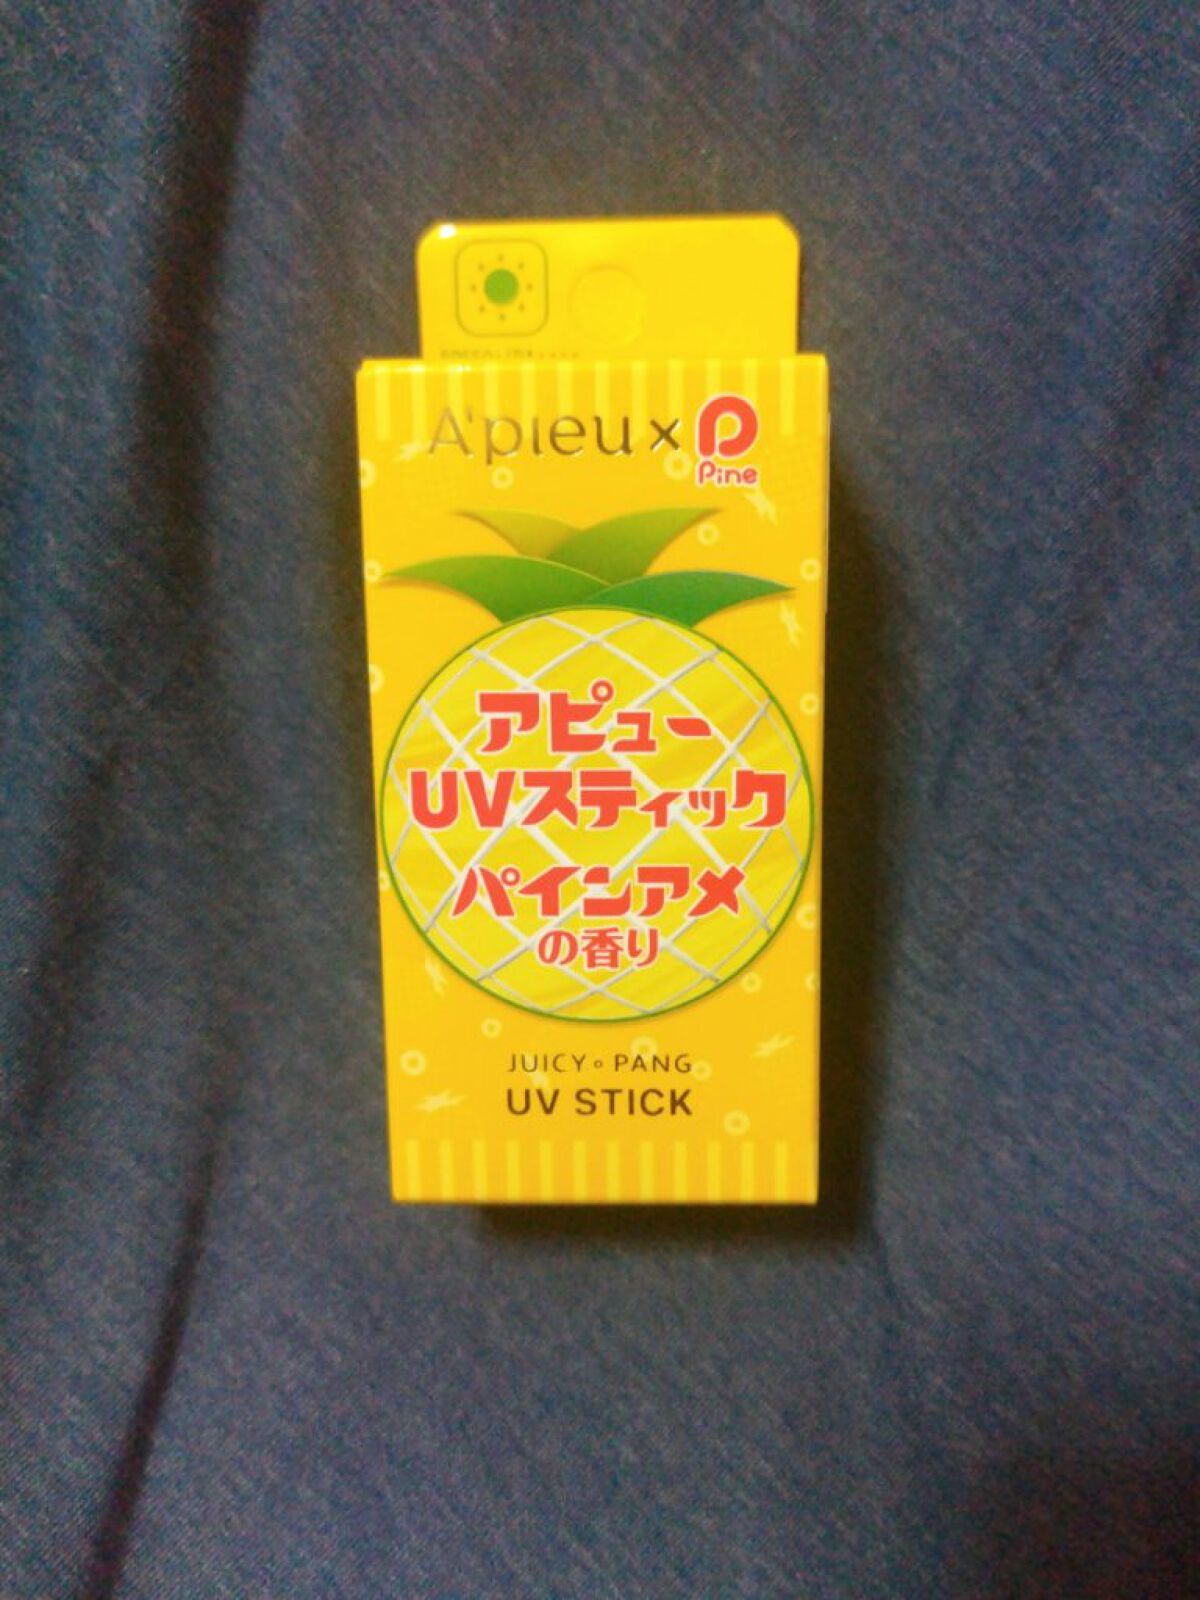 A'pieu x P
Pine
アピュー
UVスティック
パインアメ
の香り
JUICY PANG
UV STICK